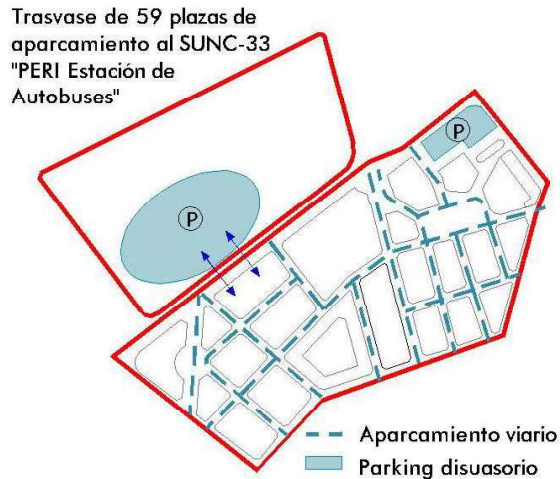 Trasvase de 59 plazas de
aparcamiento al SUNC-33
"PERI Estación de
Autobuses"
P
P
Aparcamiento viario
Parking disuasorio